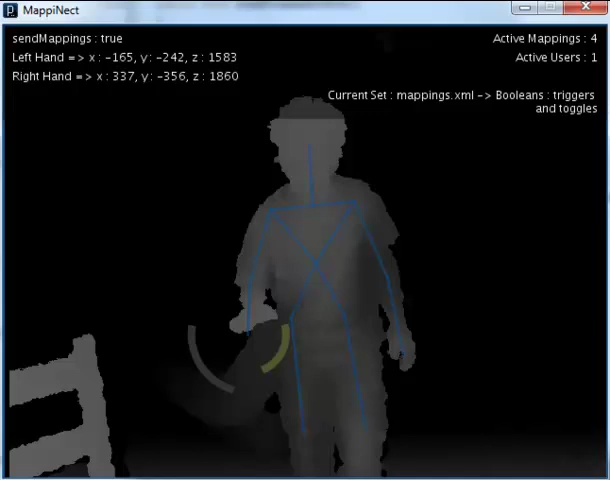 MappiNect
sendMappings : true
Active Mappings : 4
Left Hand => x : -165, y: -242, z : 1583
Active Users : 1
Right Hand => x : 337, y: -356, z : 1860
Current Set : mappings.xml -> Booleans : triggers
and toggles